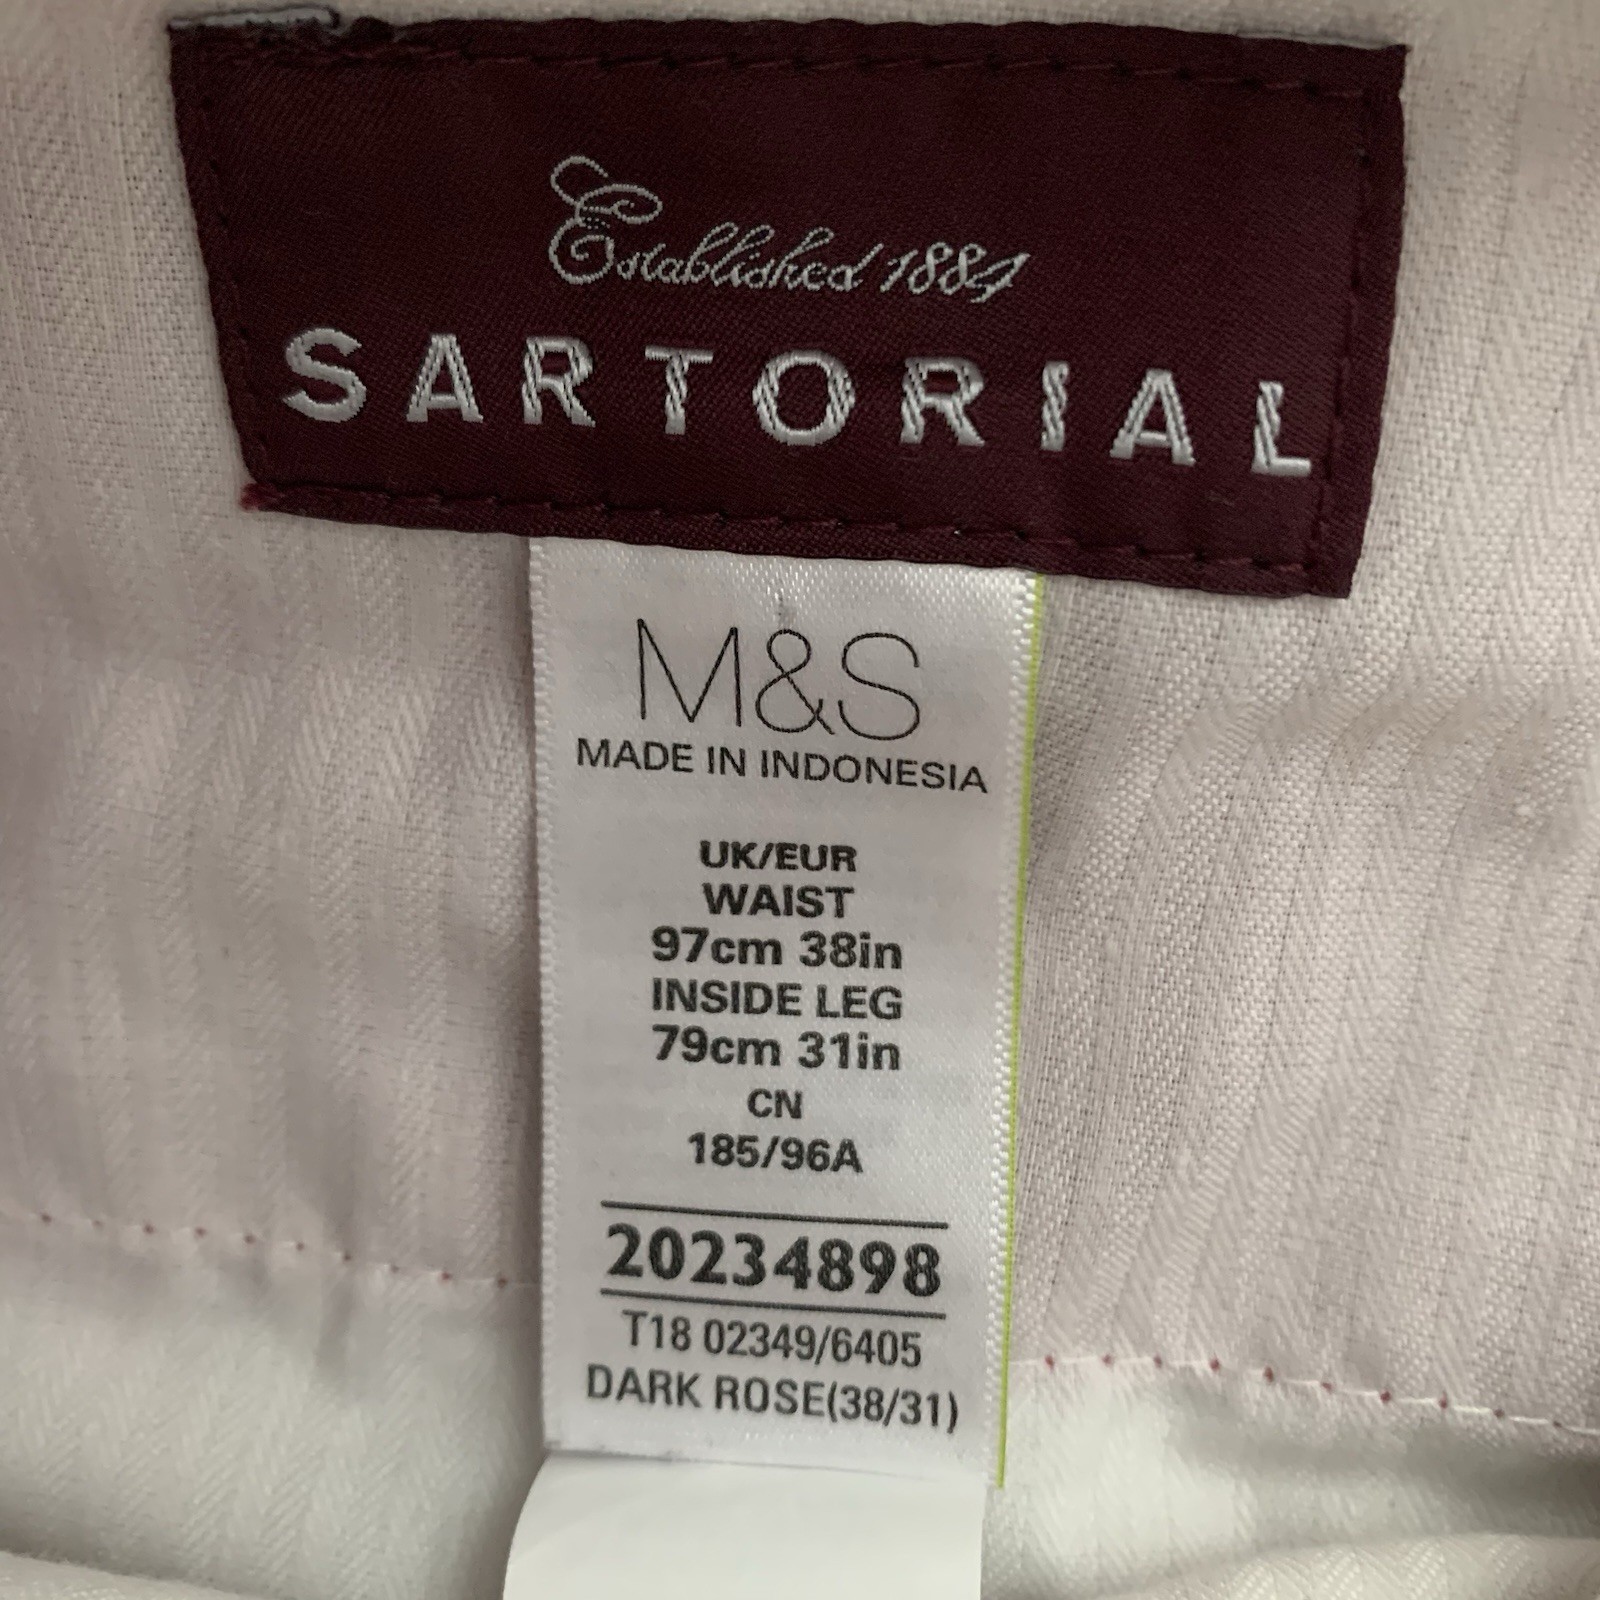 Established 1884
SARTORIAL
M&S
MADE IN INDONESIA
UK/EUR
WAIST
97cm 38in
INSIDE LEG
79cm 31in
CN
185/96A
20234898
T18 02349/6405
DARK ROSE(38/31)